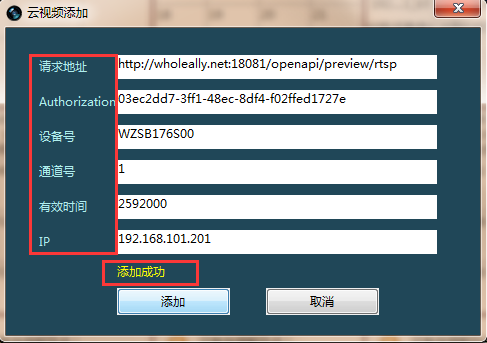 云视频添加
请求地址 http://wholeally.net:18081/openapi/preview/rtsp
Authorization 03ec2dd7-3ff1-48ec-8df4-f02ffed1727e
设备号 WZSB176S00
通道号 1
有效时间 2592000
IP 192.168.101.201
添加成功
添加 取消